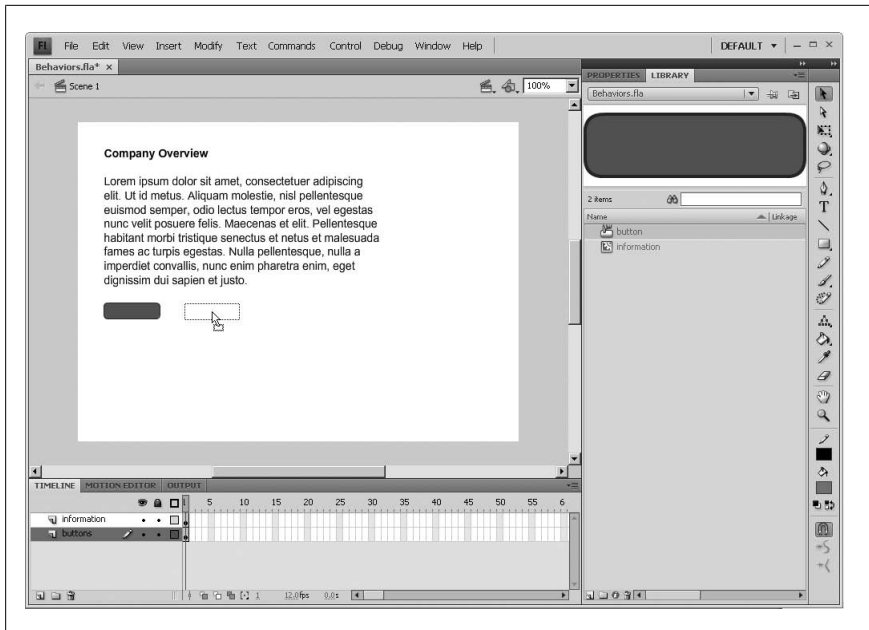 FL File Edit View Insert Modify Text Commands Control Debug Window Help DEFAULT
Behaviors.fla*
Scene 1
100%
PROPERTIES LIBRARY
Behaviors.fla
2 items
Name Linkage
button
information
Company Overview
Lorem ipsum dolor sit amet, consectetuer adipiscing
elit. Ut id metus. Aliquam molestie, nisl pellentesque
euismod semper, odio lectus tempor eros, vel egestas
nunc velit posuere felis. Maecenas et elit. Pellentesque
habitant morbi tristique senectus et netus et malesuada
fames ac turpis egestas. Nulla pellentesque, nulla a
imperdiet convallis, nunc enim pharetra enim, eget
dignissim dui sapien et justo.
T
TIMELINE MOTION EDITOR OUTPUT
1 5 10 15 20 25 30 35 40 45 50 55 6
information
buttons
1 12.0fps 0.0s